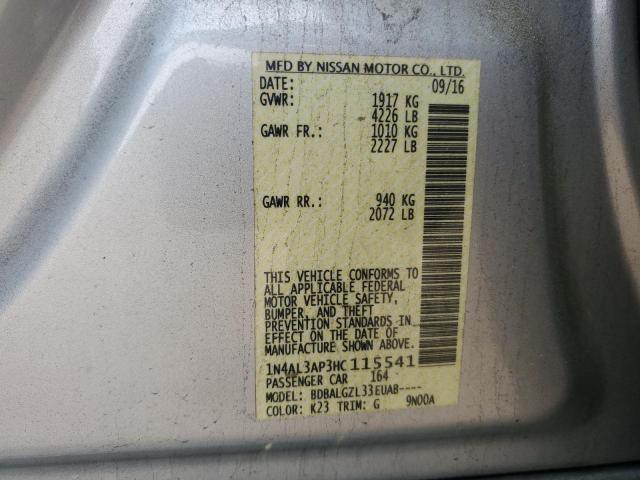 MFD BY NISSAN MOTOR CO., LTD.
DATE: 09/16
GVWR: 1917 KG
4226 LB
GAWR FR.: 1010 KG
2227 LB
GAWR RR.: 940 KG
2072 LB
THIS VEHICLE CONFORMS TO
ALL APPLICABLE FEDERAL
MOTOR VEHICLE SAFETY,
BUMPER, AND THEFT
PREVENTION STANDARDS IN
EFFECT ON THE DATE OF
MANUFACTURE SHOWN ABOVE.
1N4AL3AP3HC115541
PASSENGER CAR 164
MODEL: BDBALGZL33EUAB----
COLOR: K23 TRIM: G 9N00A